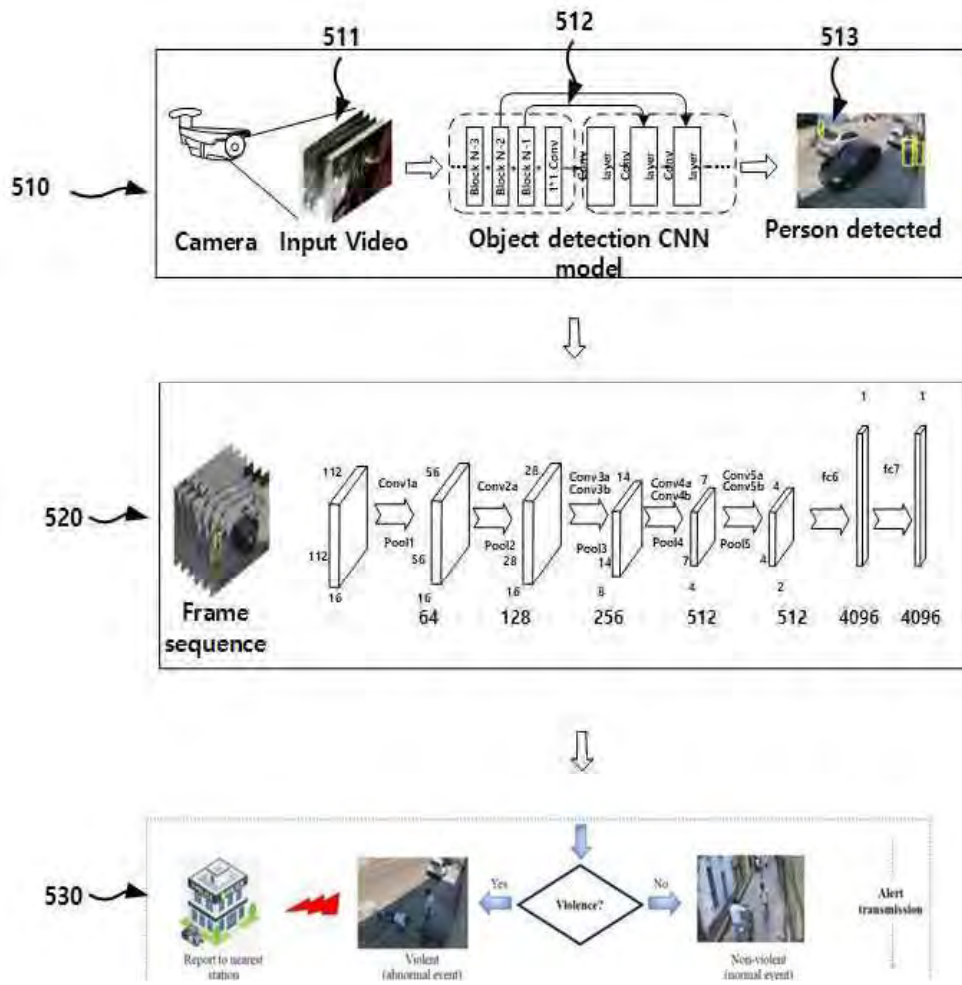 511
512
513
510
Block N-3
Block N-2
Block N-1
1*1 Conv
Conv
layer
Conv
layer
Conv
layer
Camera
Input Video
Object detection CNN
model
Person detected
520
112
112
16
Conv1a
Pool1
56
56
16
64
Conv2a
Pool2
28
28
16
128
Conv3a
Conv3b
Pool3
14
14
8
256
Conv4a
Conv4b
Pool4
7
7
4
512
Conv5a
Conv5b
Pool5
4
4
2
512
fc6
1
4096
fc7
1
4096
Frame
sequence
530
Report to nearest
station
Violent
(abnormal event)
Yes
Violence?
No
Non-violent
(normal event)
Alert
transmission